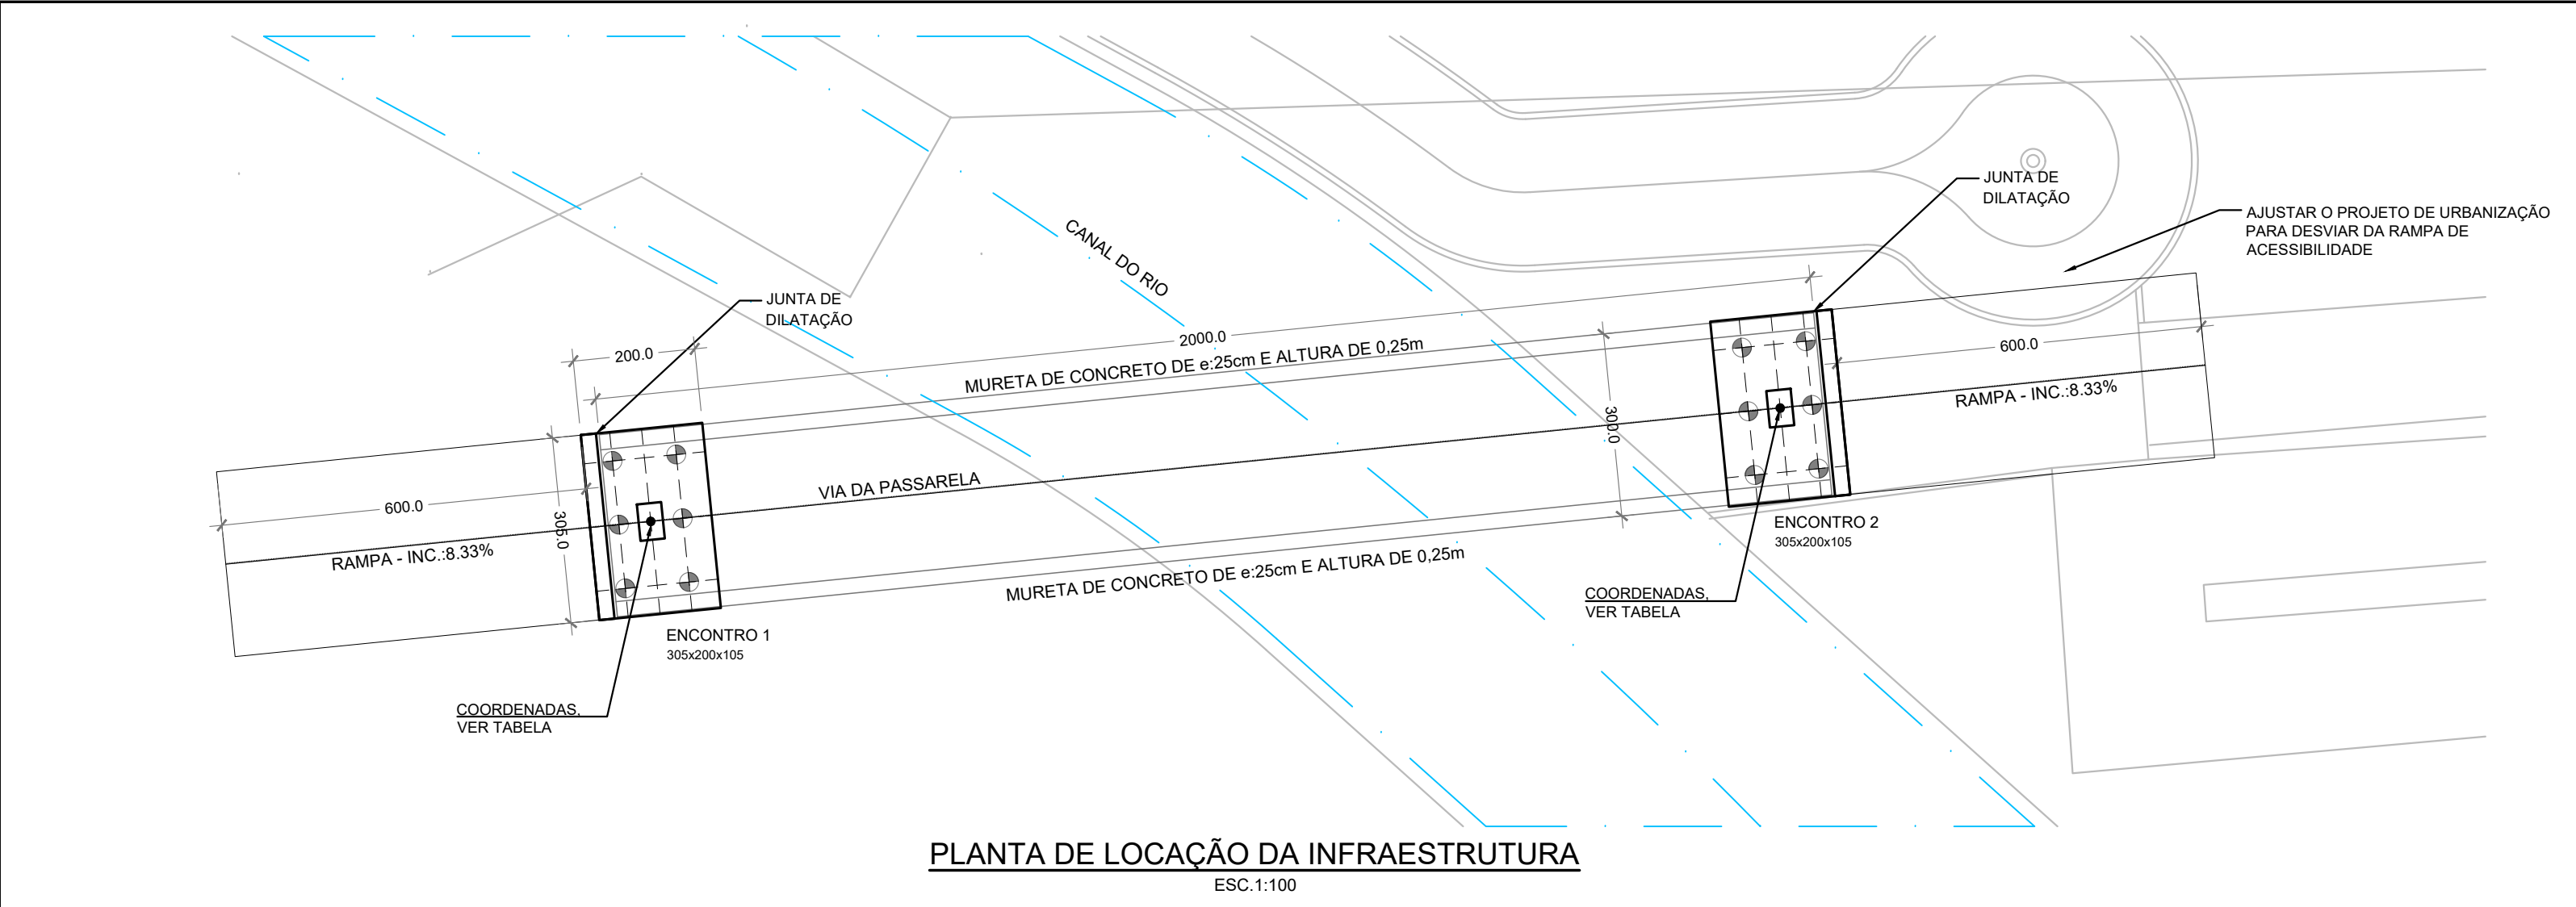 JUNTA DE
DILATAÇÃO
AJUSTAR O PROJETO DE URBANIZAÇÃO
PARA DESVIAR DA RAMPA DE
ACESSIBILIDADE
CANAL DO RIO
JUNTA DE
DILATAÇÃO
200.0
2000.0
MURETA DE CONCRETO DE e:25cm E ALTURA DE 0,25m
600.0
RAMPA - INC.:8.33%
300.0
VIA DA PASSARELA
600.0
305.0
RAMPA - INC.:8.33%
ENCONTRO 2
305x200x105
MURETA DE CONCRETO DE e:25cm E ALTURA DE 0,25m
COORDENADAS,
VER TABELA
ENCONTRO 1
305x200x105
COORDENADAS,
VER TABELA
PLANTA DE LOCAÇÃO DA INFRAESTRUTURA
ESC.1:100